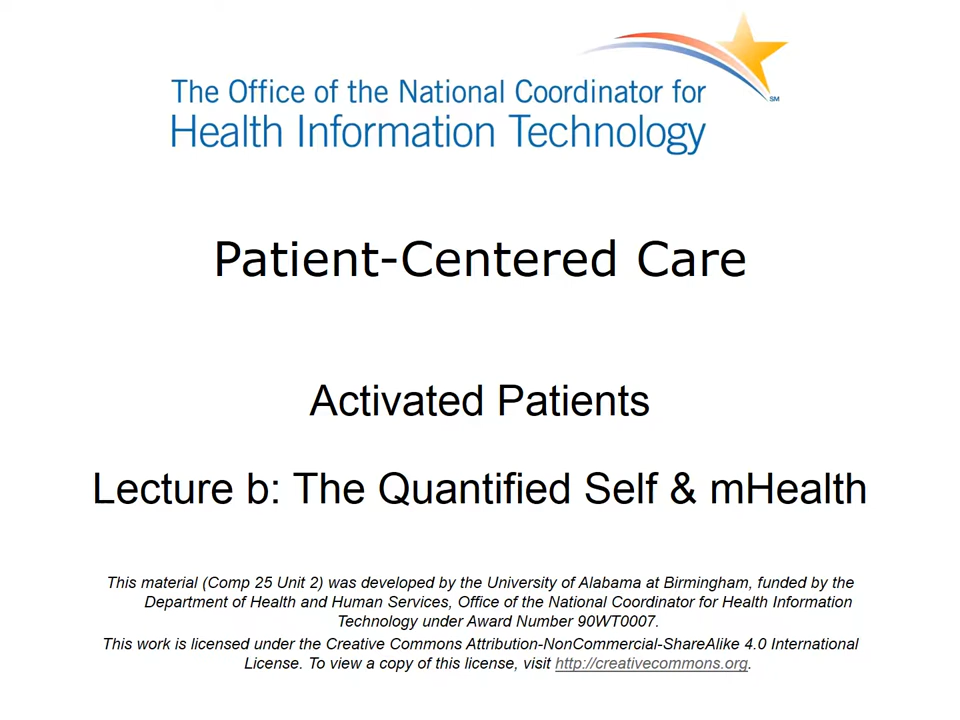 The Office of the National Coordinator for
Health Information Technology
SM
Patient-Centered Care
Activated Patients
Lecture b: The Quantified Self & mHealth
This material (Comp 25 Unit 2) was developed by the University of Alabama at Birmingham, funded by the
Department of Health and Human Services, Office of the National Coordinator for Health Information
Technology under Award Number 90WT0007.
This work is licensed under the Creative Commons Attribution-NonCommercial-ShareAlike 4.0 International
License. To view a copy of this license, visit http://creativecommons.org.